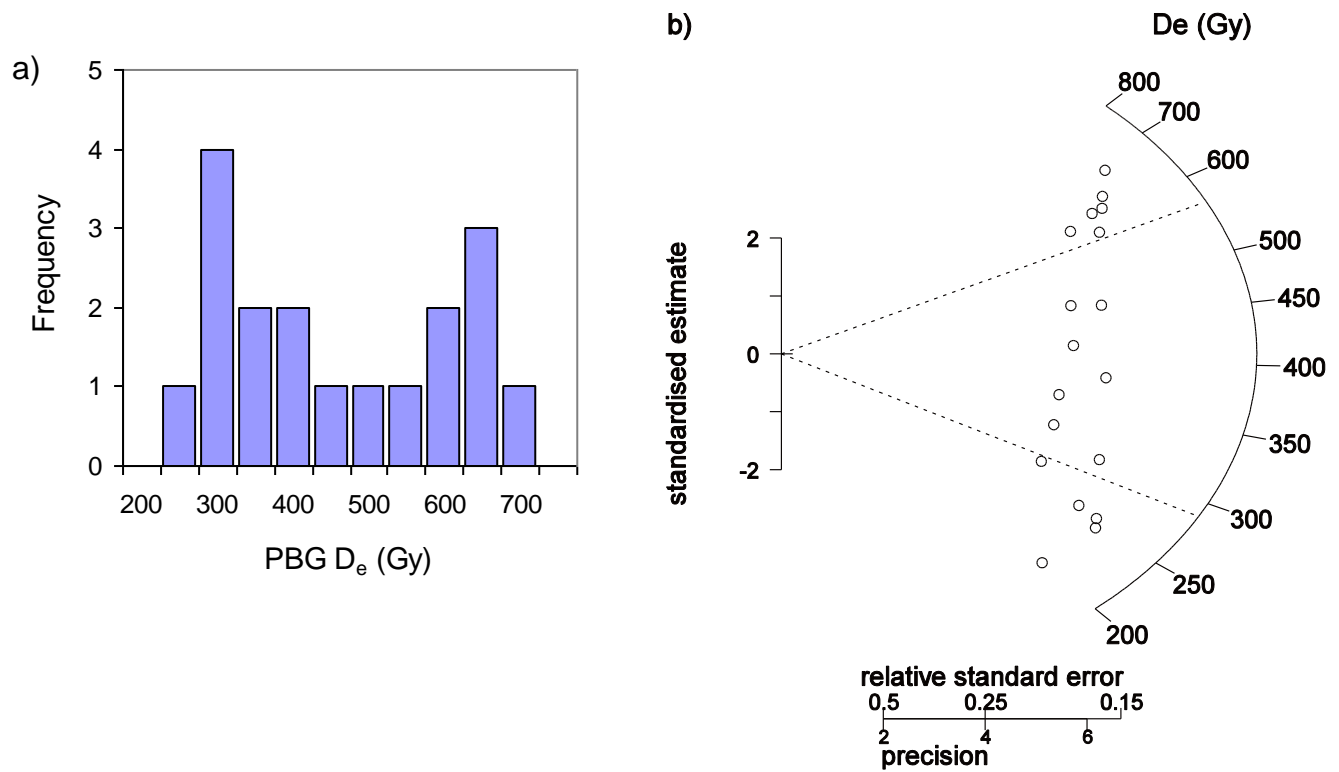 a)
5
4
3
2
1
0
Frequency
200 300 400 500 600 700
PBG De (Gy)
b)
De (Gy)
800
700
600
500
450
400
350
300
250
200
standardised estimate
2
0
-2
relative standard error
0.5 0.25 0.15
2 4 6
precision